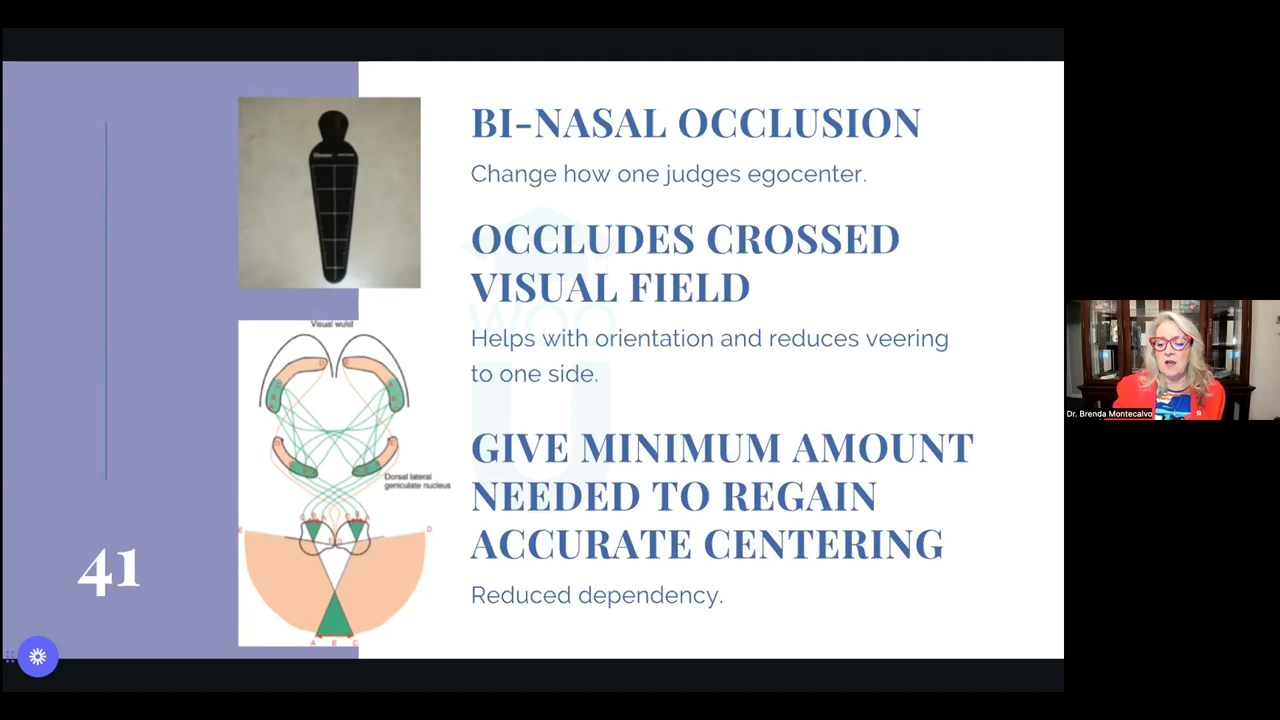 BI-NASAL OCCLUSION
Change how one judges egocenter.
OCCLUDES CROSSED
VISUAL FIELD
Helps with orientation and reduces veering
to one side.
GIVE MINIMUM AMOUNT
NEEDED TO REGAIN
ACCURATE CENTERING
Reduced dependency.
41
Visual wulst
Dorsal lateral
geniculate nucleus
E
D
A B C
WOO
U
Dr. Brenda Montecalvo